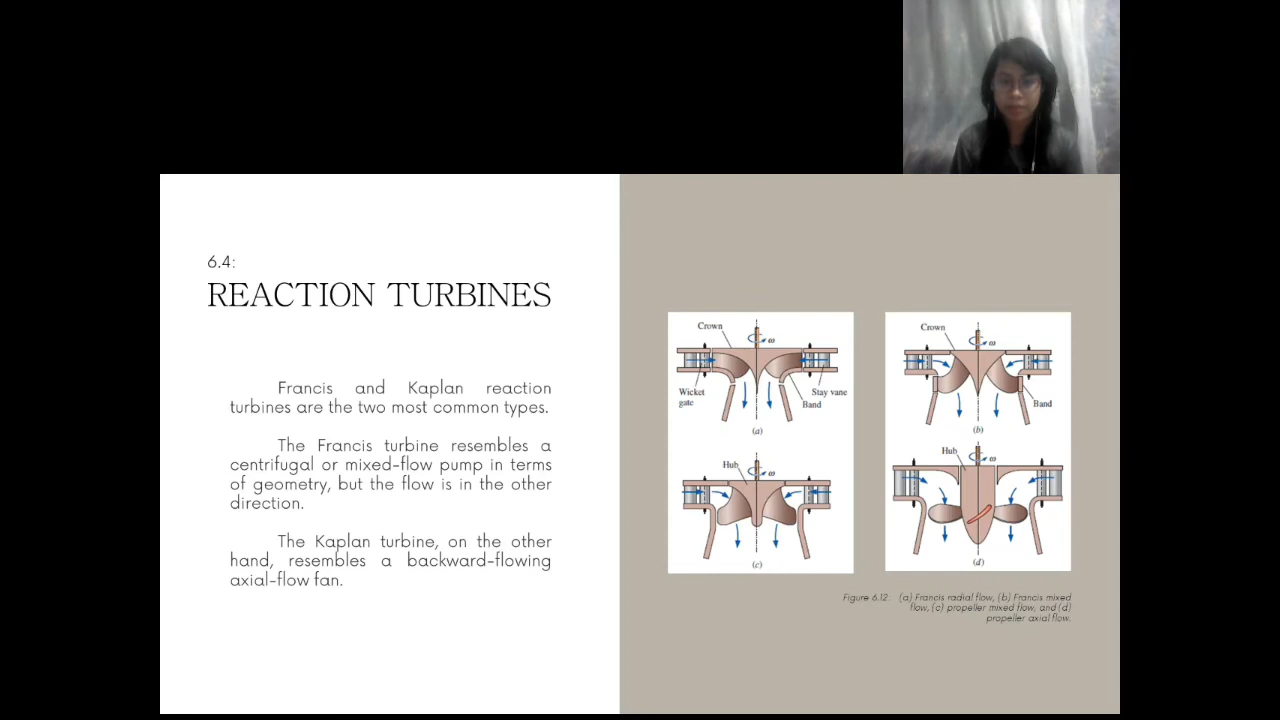 6.4:
REACTION TURBINES
Francis and Kaplan reaction
turbines are the two most common types.
The Francis turbine resembles a
centrifugal or mixed-flow pump in terms
of geometry, but the flow is in the other
direction.
The Kaplan turbine, on the other
hand, resembles a backward-flowing
axial-flow fan.
Crown
ω
Wicket
gate
Stay vane
Band
(a)
Crown
ω
Band
(b)
Hub
ω
(c)
Hub
ω
(d)
Figure 6.12. (a) Francis radial flow, (b) Francis mixed
flow, (c) propeller mixed flow, and (d)
propeller axial flow.